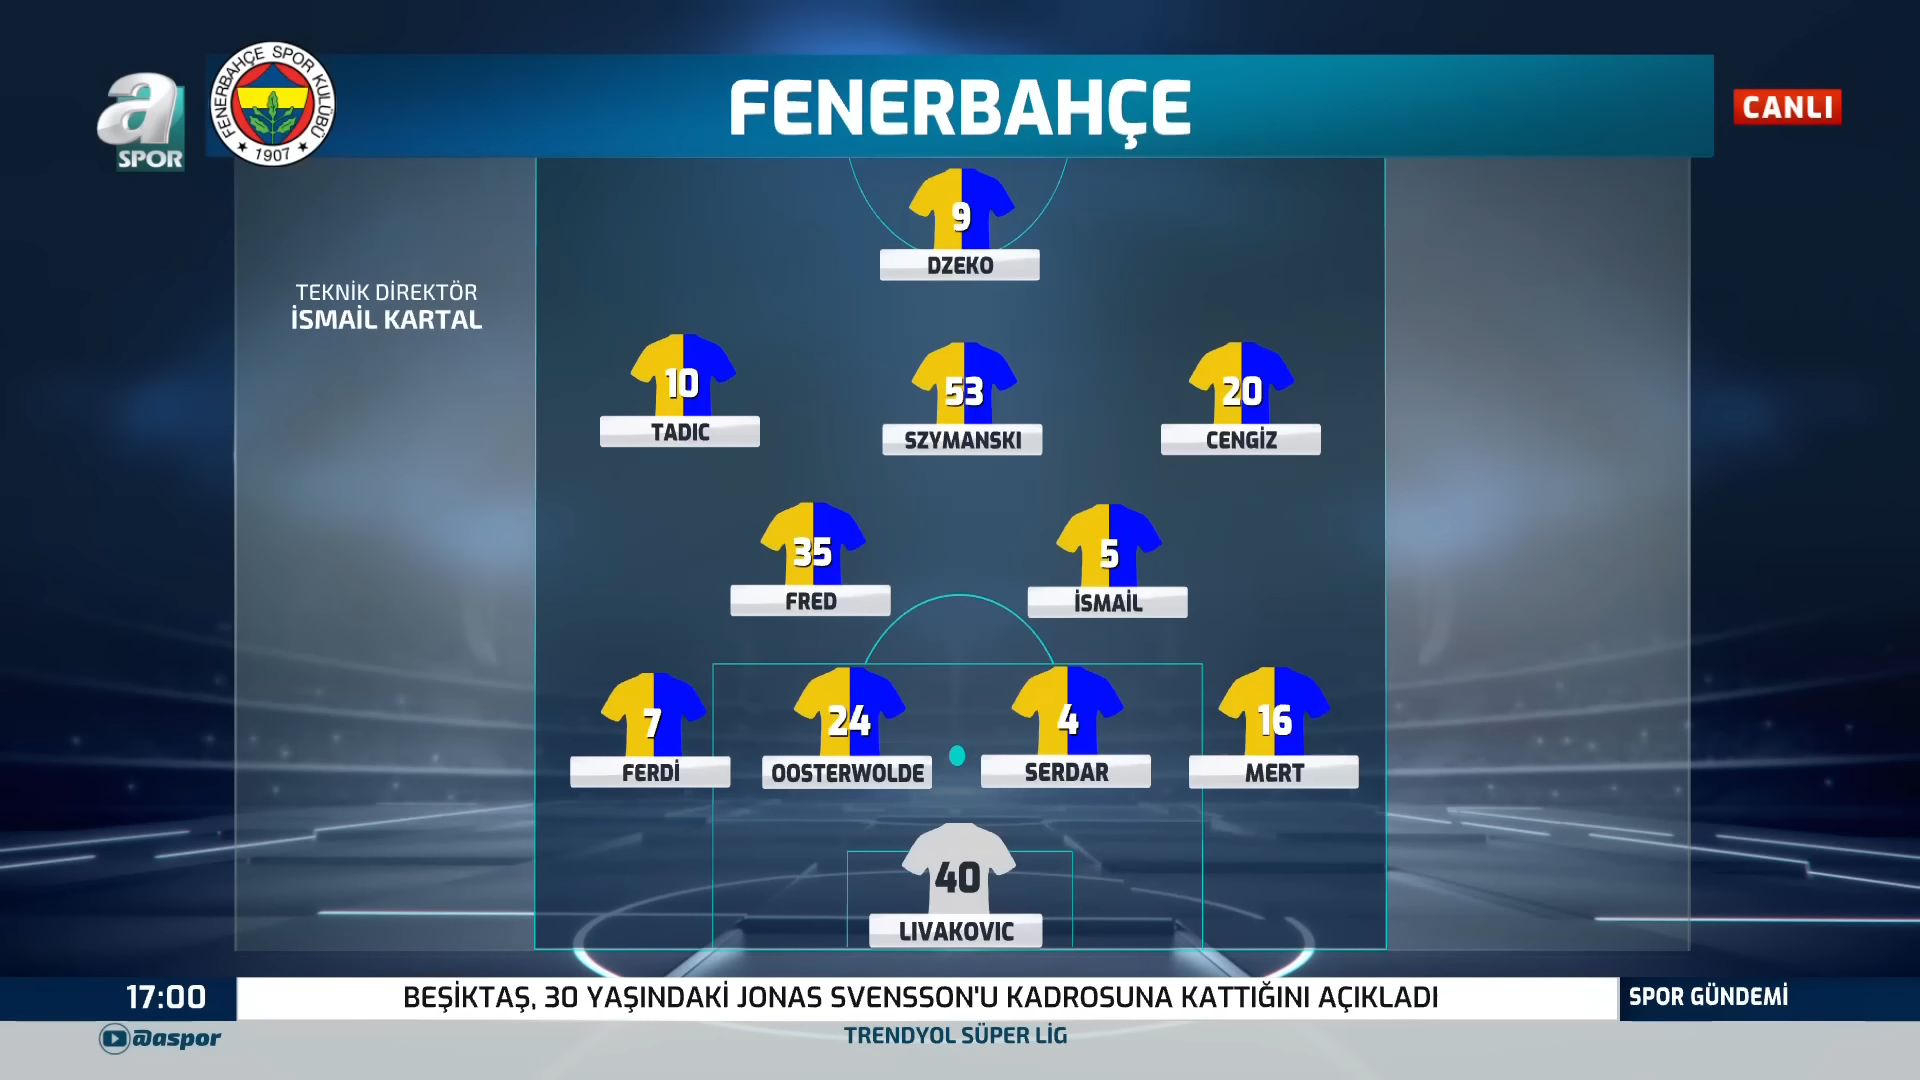 a
SPOR
FENERBAHÇE SPOR KULÜBÜ
★ 1907 ★
FENERBAHÇE
CANLI
TEKNİK DİREKTÖR
İSMAİL KARTAL
9
DZEKO
10
TADIC
53
SZYMANSKI
20
CENGİZ
35
FRED
5
İSMAİL
7
FERDİ
24
OOSTERWOLDE
4
SERDAR
16
MERT
40
LIVAKOVIC
17:00
BEŞİKTAŞ, 30 YAŞINDAKİ JONAS SVENSSON'U KADROSUNA KATTIĞINI AÇIKLADI
SPOR GÜNDEMİ
@aspor
TRENDYOL SÜPER LİG